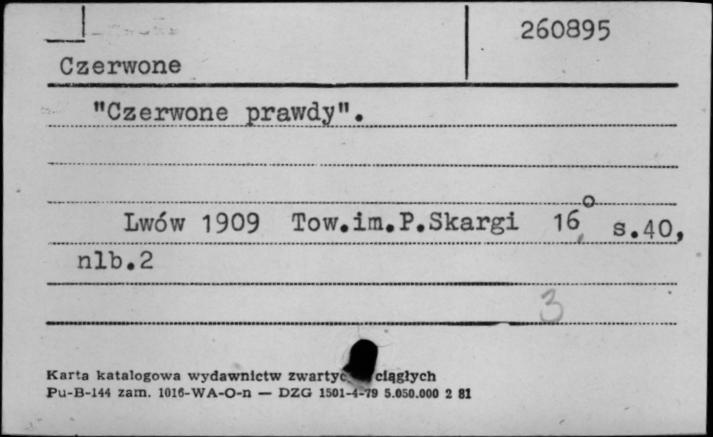 260895
Czerwone
"Czerwone prawdy".
Lwów 1909 Tow.im.P.Skargi 16° s.40,
nlb.2
3
Karta katalogowa wydawnictw ciągłych
Pu-B-144 zam. 1016-WA-O-n — DZG 1501-4-79 5.050.000 2 81